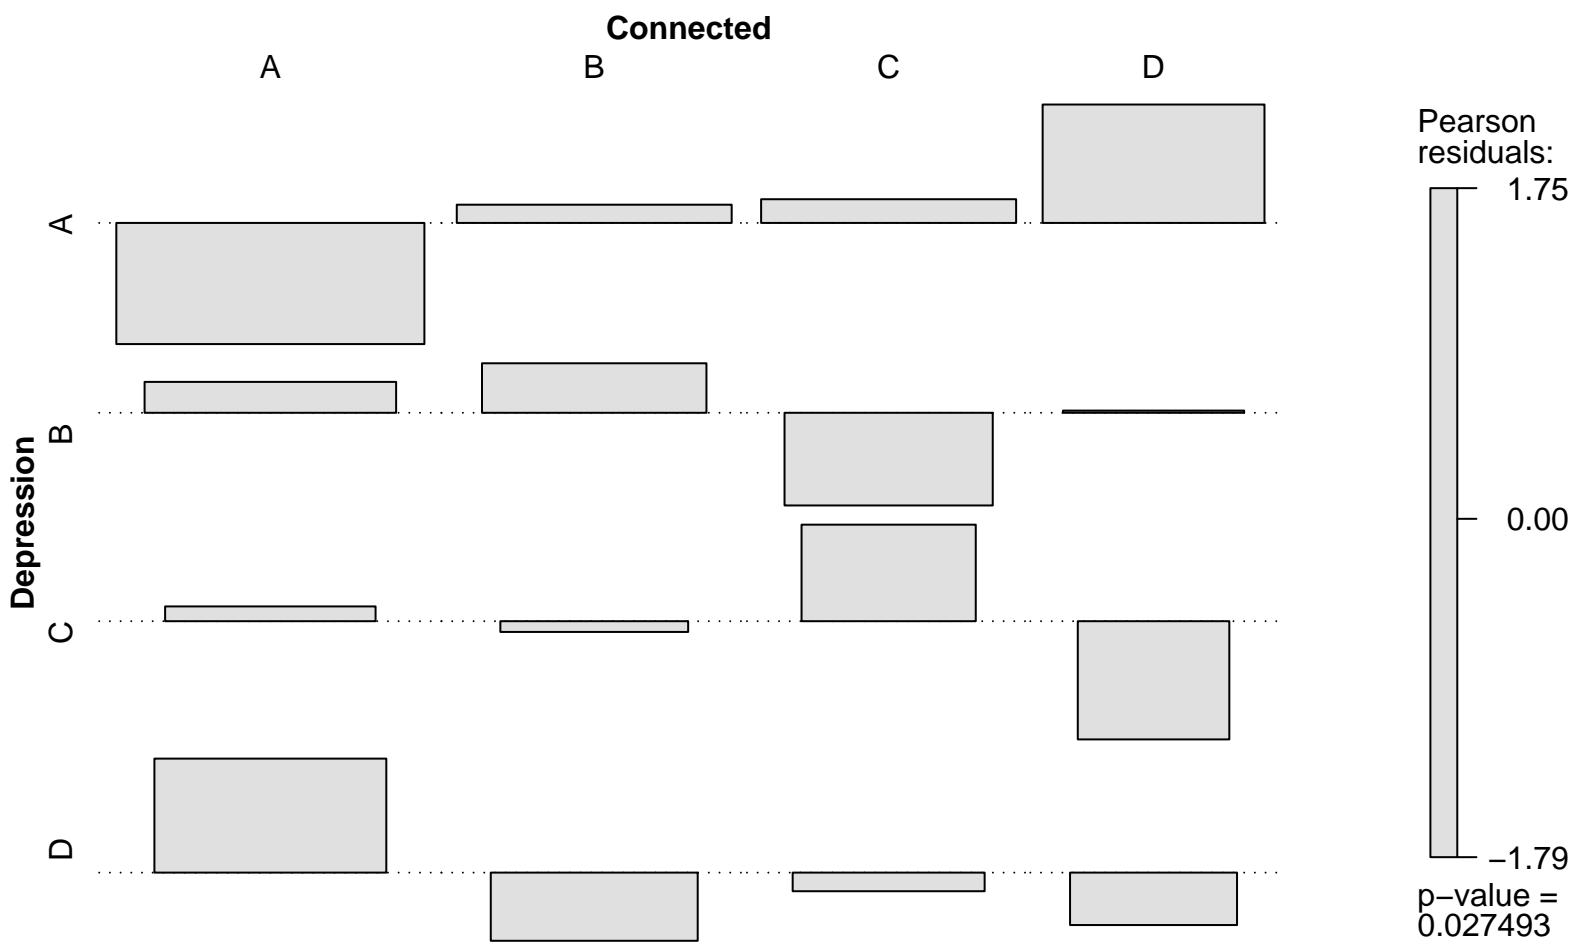 Connected
A B C D
A
B
C
D
Depression
Pearson
residuals:
1.75
0.00
−1.79
p−value =
0.027493